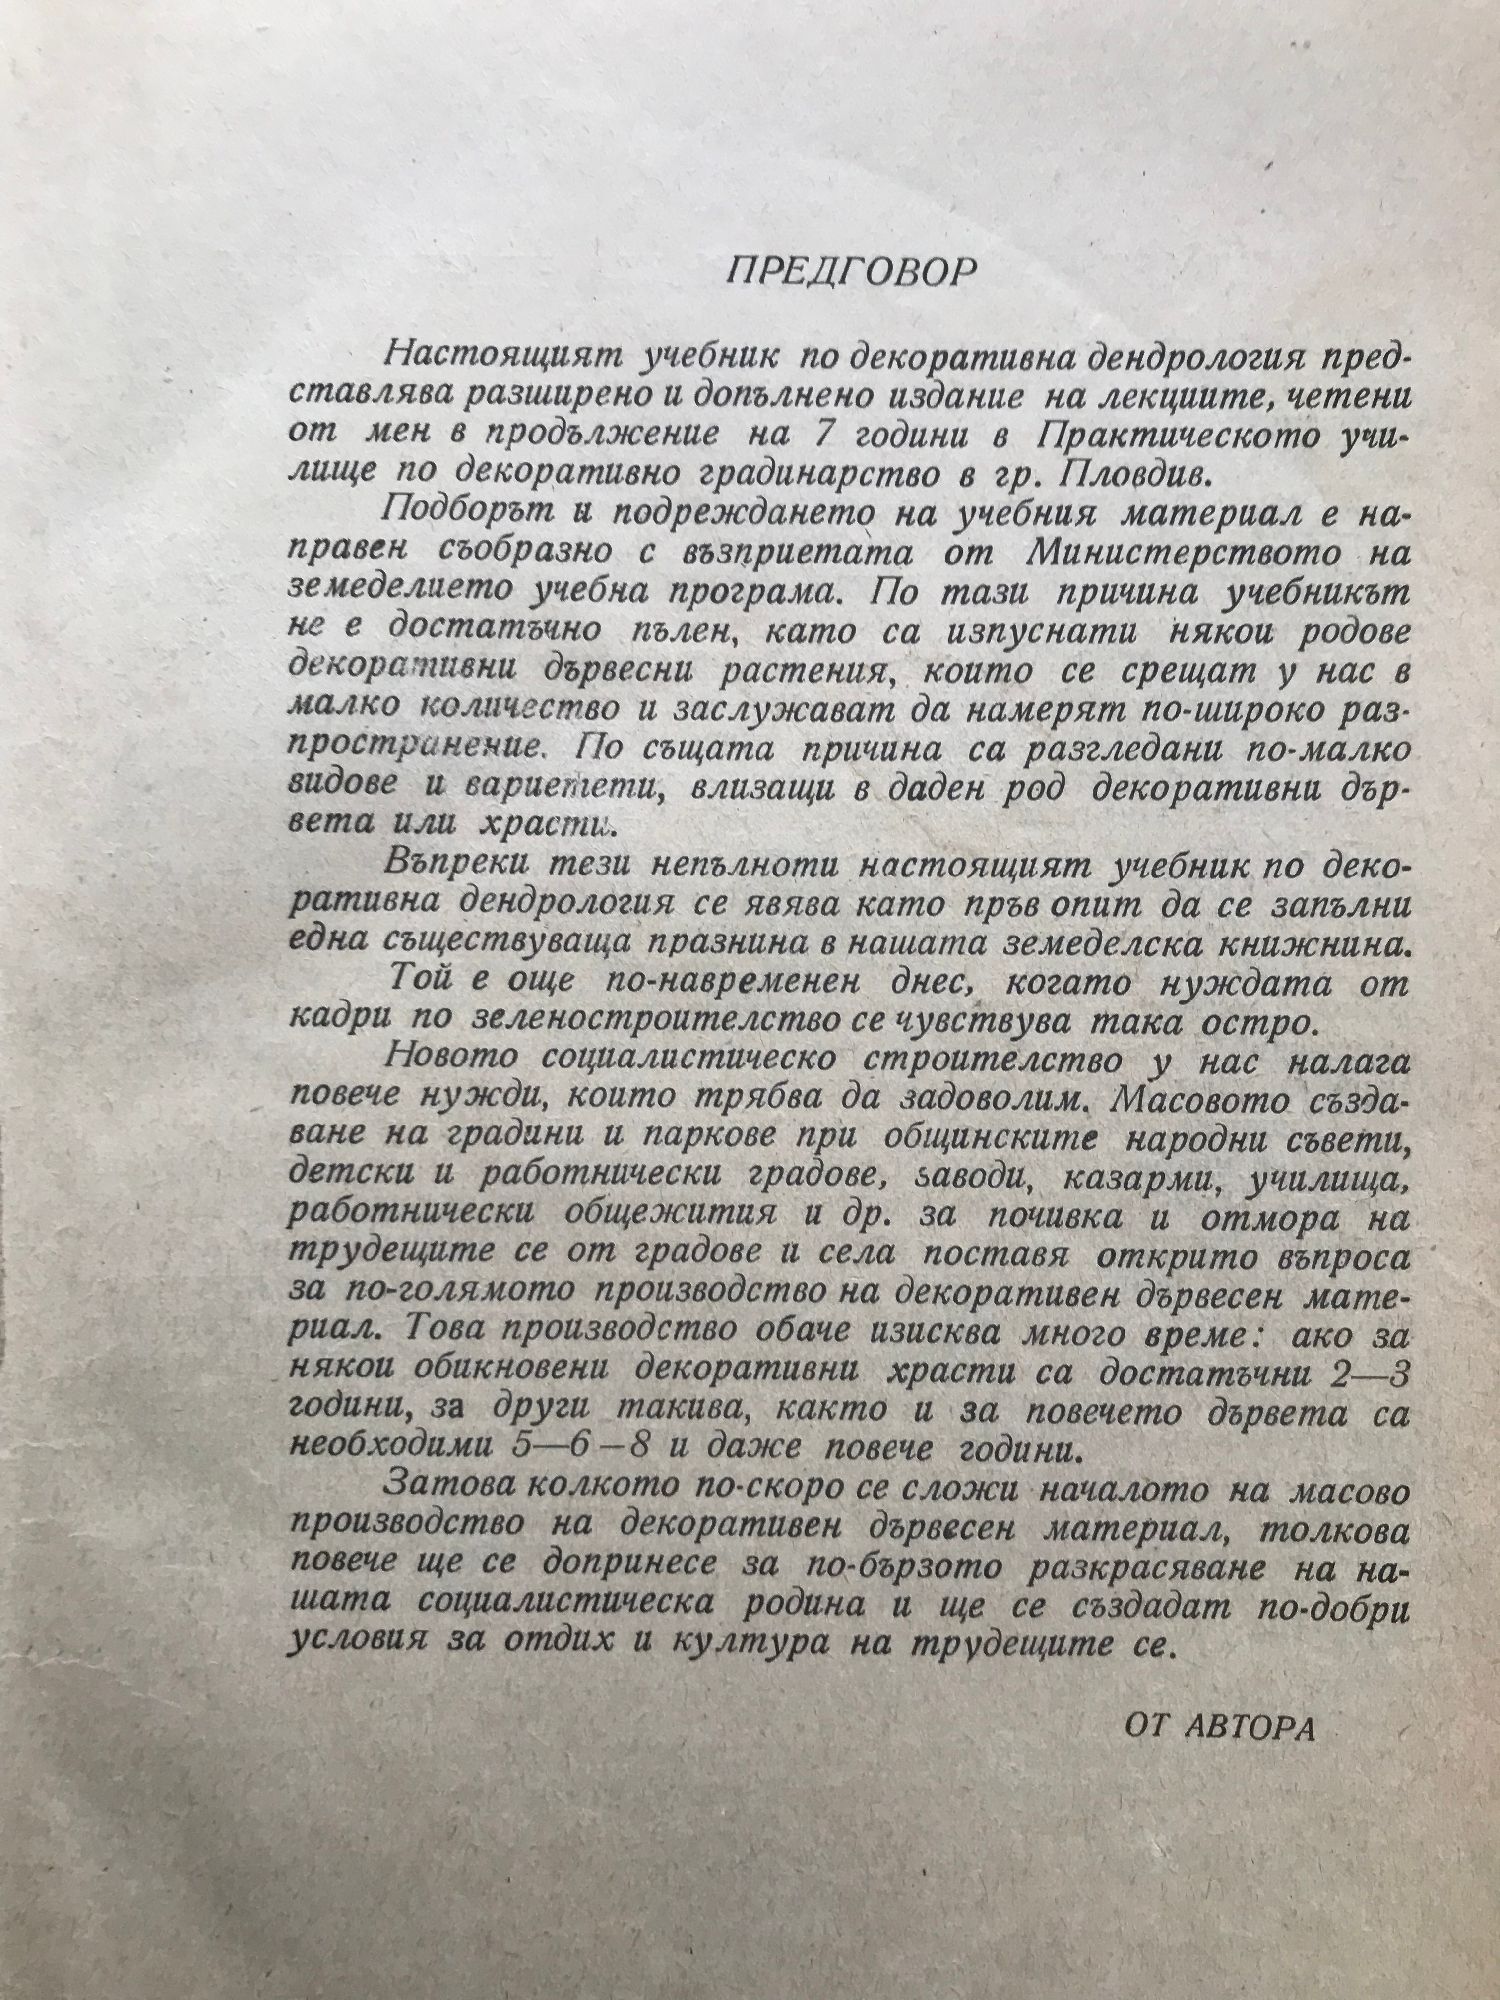 ПРЕДГОВОР
Настоящият учебник по декоративна дендрология пред-
ставлява разширено и допълнено издание на лекциите, четени
от мен в продължение на 7 години в Практическото учи-
лище по декоративно градинарство в гр. Пловдив.
Подборът и подреждането на учебния материал е на-
правен съобразно с възприетата от Министерството на
земеделието учебна програма. По тази причина учебникът
не е достатъчно пълен, като са изпуснати някои родове
декоративни дървесни растения, които се срещат у нас в
малко количество и заслужават да намерят по-широко раз-
пространение. По същата причина са разгледани по-малко
видове и вариетети, влизащи в даден род декоративни дър-
вета или храсти.
Въпреки тези непълноти настоящият учебник по деко-
ративна дендрология се явява като пръв опит да се запълни
една съществуваща празнина в нашата земеделска книжнина.
Той е още по-навременен днес, когато нуждата от
кадри по зеленостроителство се чувствува така остро.
Новото социалистическо строителство у нас налага
повече нужди, които трябва да задоволим. Масовото създа-
ване на градини и паркове при общинските народни съвети,
детски и работнически градове, заводи, казарми, училища,
работнически общежития и др. за почивка и отмора на
трудещите се от градове и села поставя открито въпроса
за по-голямото производство на декоративен дървесен мате-
риал. Това производство обаче изисква много време: ако за
някои обикновени декоративни храсти са достатъчни 2—3
години, за други такива, както и за повечето дървета са
необходими 5—6—8 и даже повече години.
Затова колкото по-скоро се сложи началото на масово
производство на декоративен дървесен материал, толкова
повече ще се допринесе за по-бързото разкрасяване на на-
шата социалистическа родина и ще се създадат по-добри
условия за отдих и култура на трудещите се.
ОТ АВТОРА